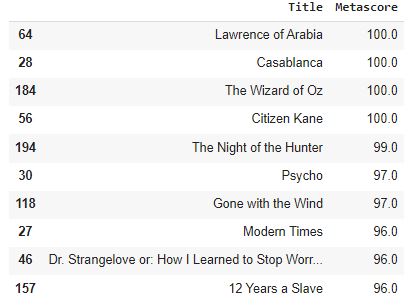 Title Metascore
64 Lawrence of Arabia 100.0
28 Casablanca 100.0
184 The Wizard of Oz 100.0
56 Citizen Kane 100.0
194 The Night of the Hunter 99.0
30 Psycho 97.0
118 Gone with the Wind 97.0
27 Modern Times 96.0
46 Dr. Strangelove or: How I Learned to Stop Worr... 96.0
157 12 Years a Slave 96.0